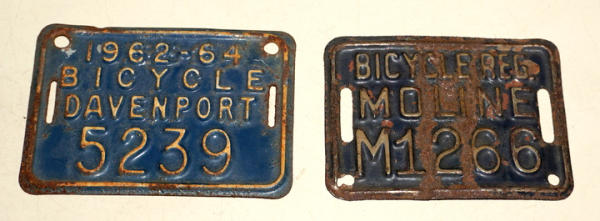 1962-64
BICYCLE
DAVENPORT
5239
BICYCLE REG.
MOLINE
M1266